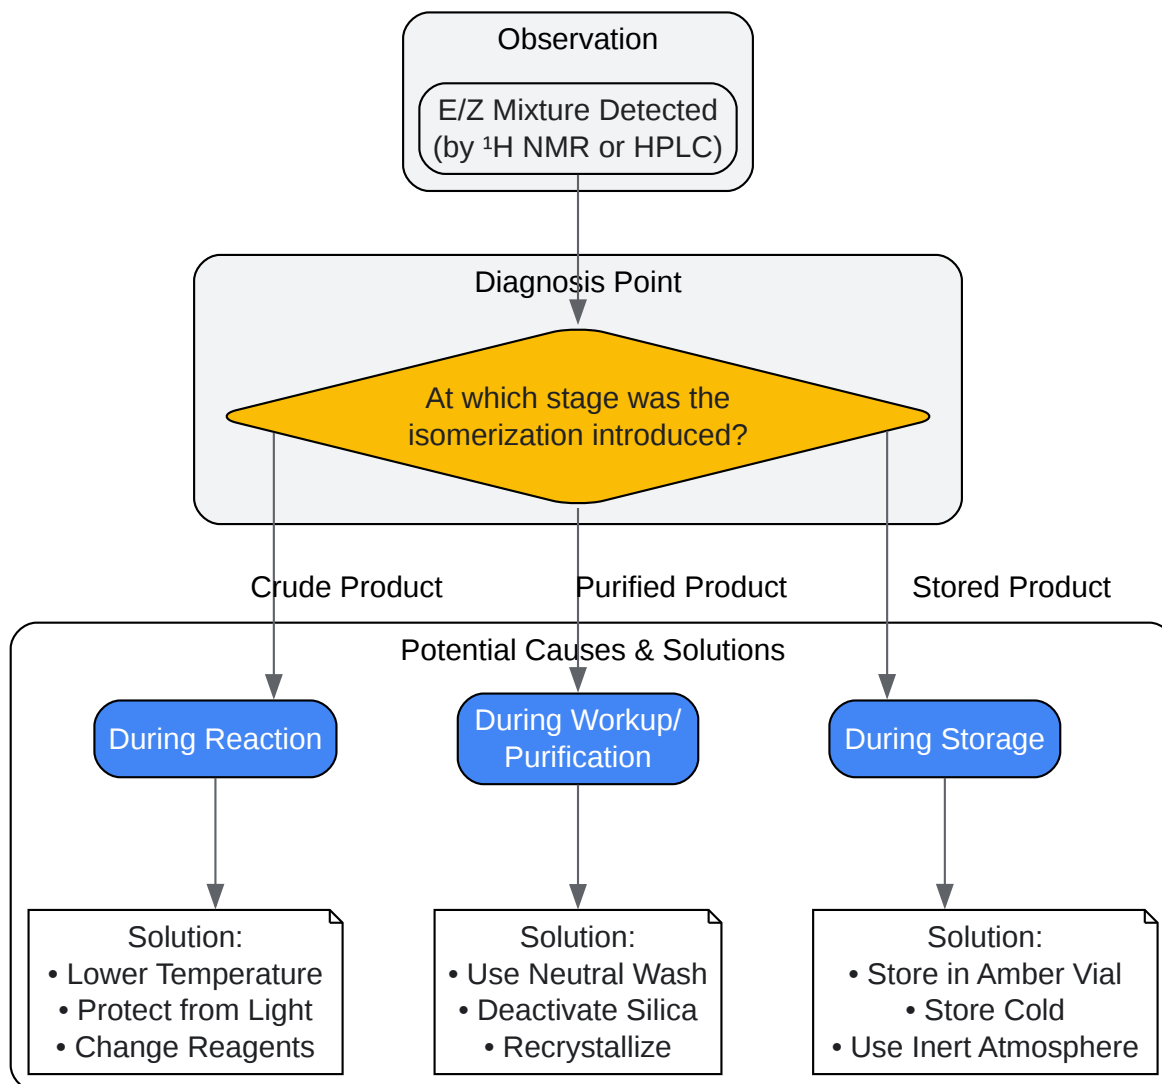 Observation
E/Z Mixture Detected
(by ¹H NMR or HPLC)
Diagnosis Point
At which stage was the
isomerization introduced?
Crude Product
Purified Product
Stored Product
Potential Causes & Solutions
During Reaction
During Workup/
Purification
During Storage
Solution:
• Lower Temperature
• Protect from Light
• Change Reagents
Solution:
• Use Neutral Wash
• Deactivate Silica
• Recrystallize
Solution:
• Store in Amber Vial
• Store Cold
• Use Inert Atmosphere